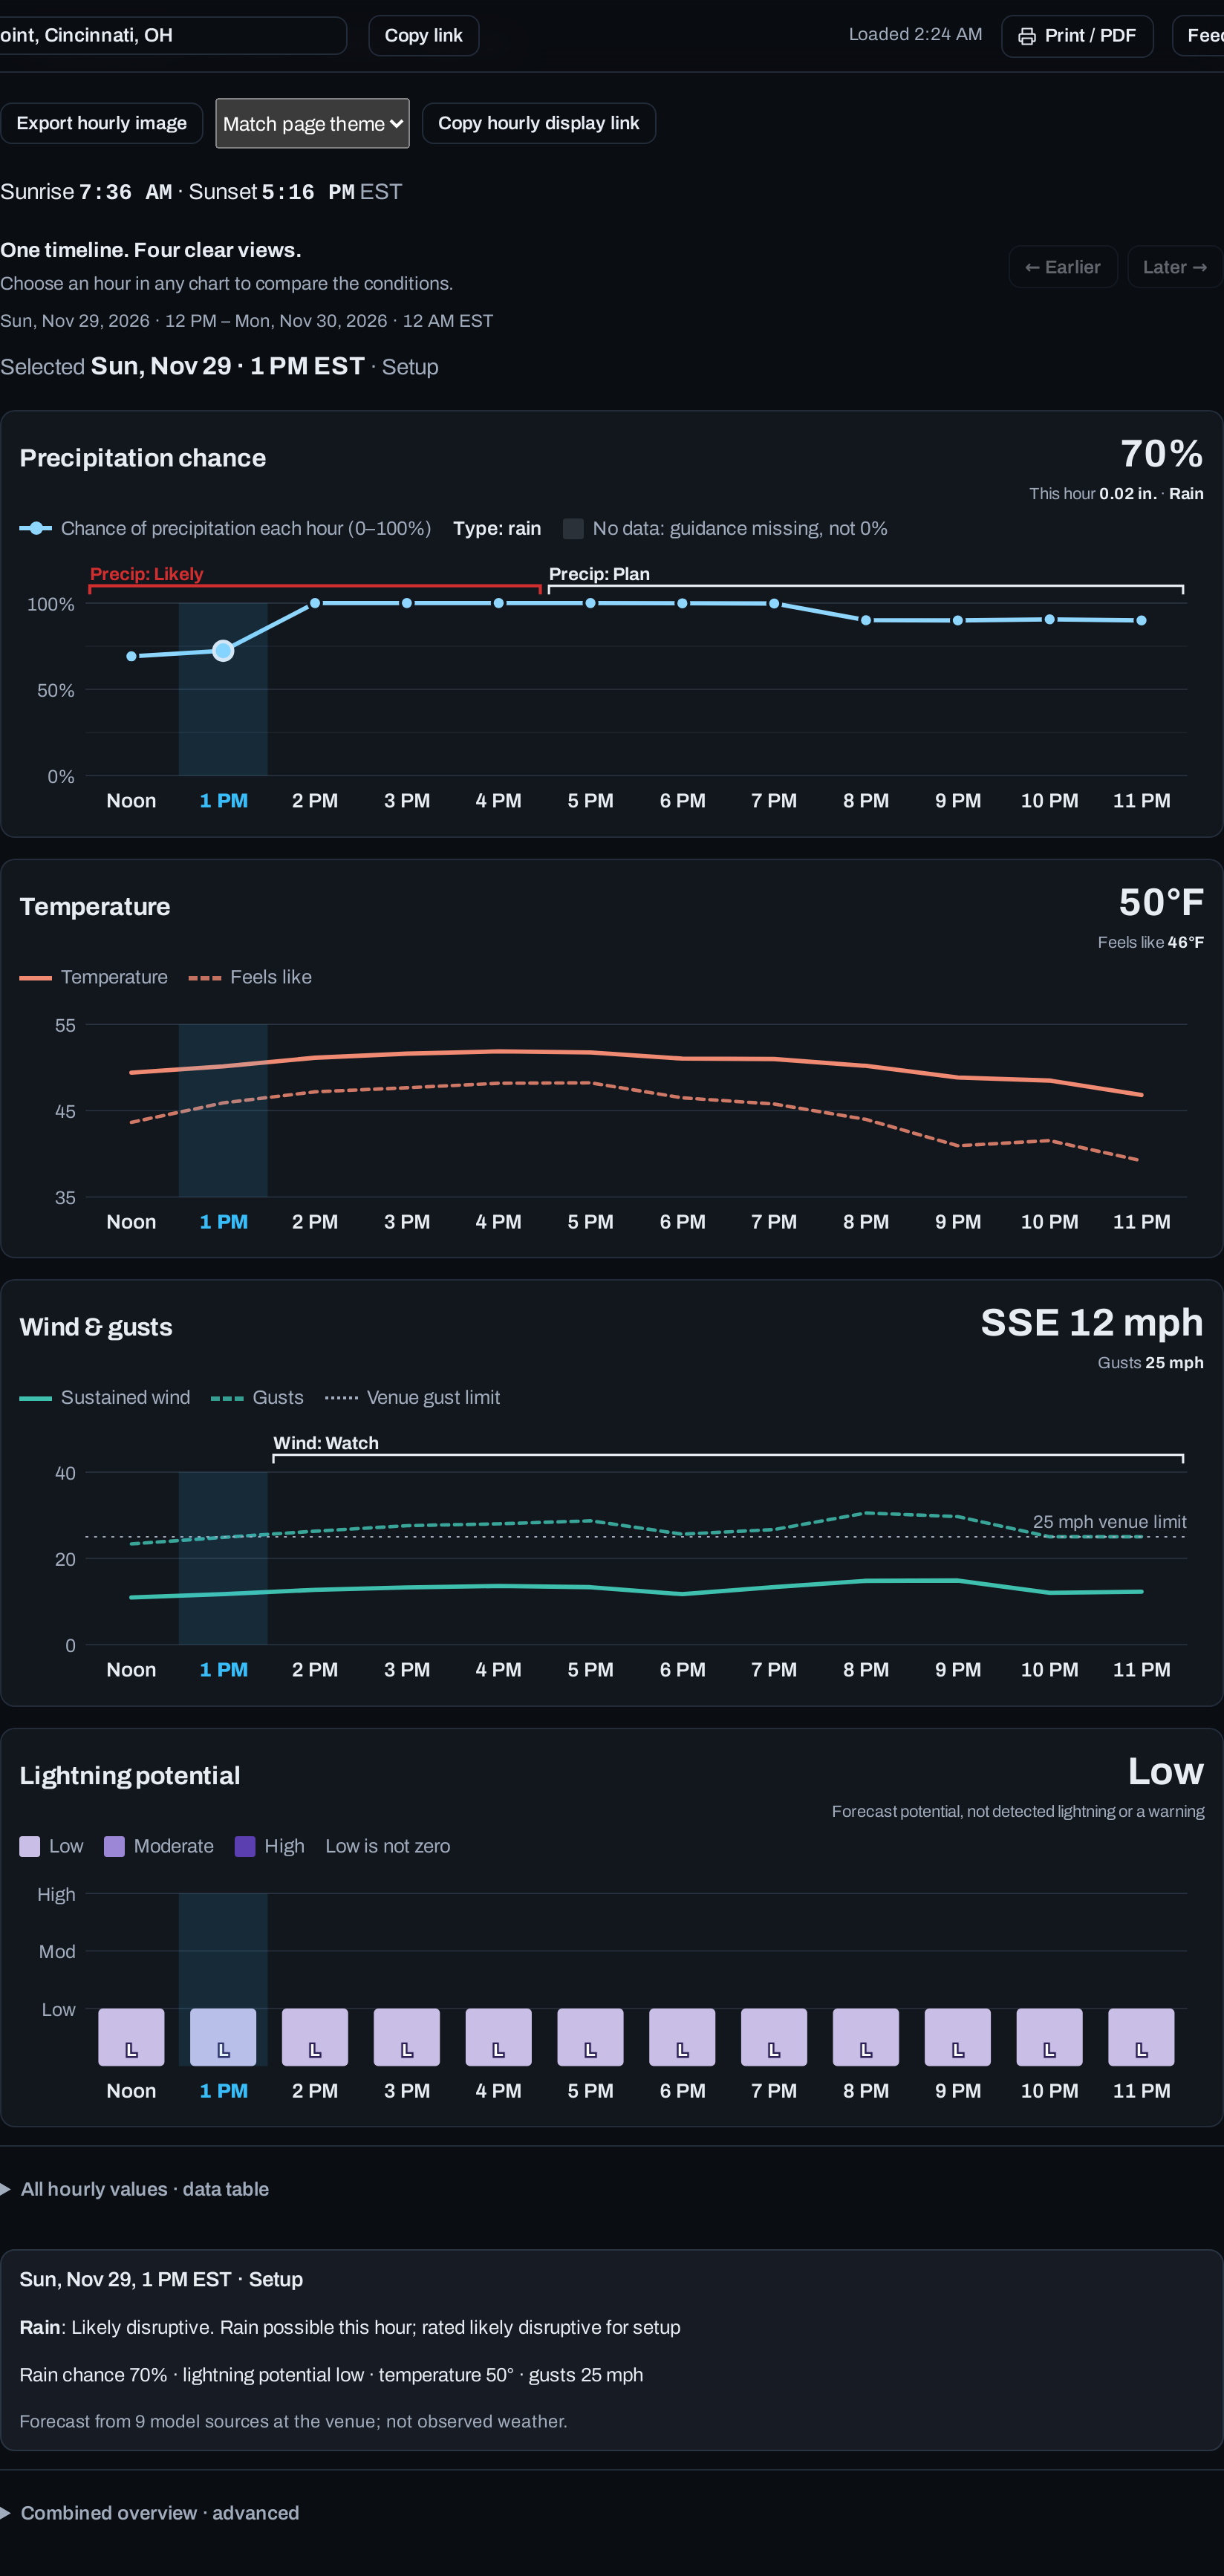 oint, Cincinnati, OH Copy link Loaded 2:24 AM Print / PDF Feed
Export hourly image Match page theme Copy hourly display link
Sunrise 7:36 AM · Sunset 5:16 PM EST
One timeline. Four clear views.
Choose an hour in any chart to compare the conditions.
← Earlier Later →
Sun, Nov 29, 2026 · 12 PM – Mon, Nov 30, 2026 · 12 AM EST
Selected Sun, Nov 29 · 1 PM EST · Setup
Precipitation chance
70%
This hour 0.02 in. · Rain
Chance of precipitation each hour (0–100%) Type: rain No data: guidance missing, not 0%
Precip: Likely Precip: Plan
100%
50%
0%
Noon 1 PM 2 PM 3 PM 4 PM 5 PM 6 PM 7 PM 8 PM 9 PM 10 PM 11 PM
Temperature
50°F
Feels like 46°F
Temperature Feels like
55
45
35
Noon 1 PM 2 PM 3 PM 4 PM 5 PM 6 PM 7 PM 8 PM 9 PM 10 PM 11 PM
Wind & gusts
SSE 12 mph
Gusts 25 mph
Sustained wind Gusts Venue gust limit
Wind: Watch
40
25 mph venue limit
20
0
Noon 1 PM 2 PM 3 PM 4 PM 5 PM 6 PM 7 PM 8 PM 9 PM 10 PM 11 PM
Lightning potential
Low
Forecast potential, not detected lightning or a warning
Low Moderate High Low is not zero
High
Mod
Low
L L L L L L L L L L L L
Noon 1 PM 2 PM 3 PM 4 PM 5 PM 6 PM 7 PM 8 PM 9 PM 10 PM 11 PM
All hourly values · data table
Sun, Nov 29, 1 PM EST · Setup
Rain: Likely disruptive. Rain possible this hour; rated likely disruptive for setup
Rain chance 70% · lightning potential low · temperature 50° · gusts 25 mph
Forecast from 9 model sources at the venue; not observed weather.
Combined overview · advanced